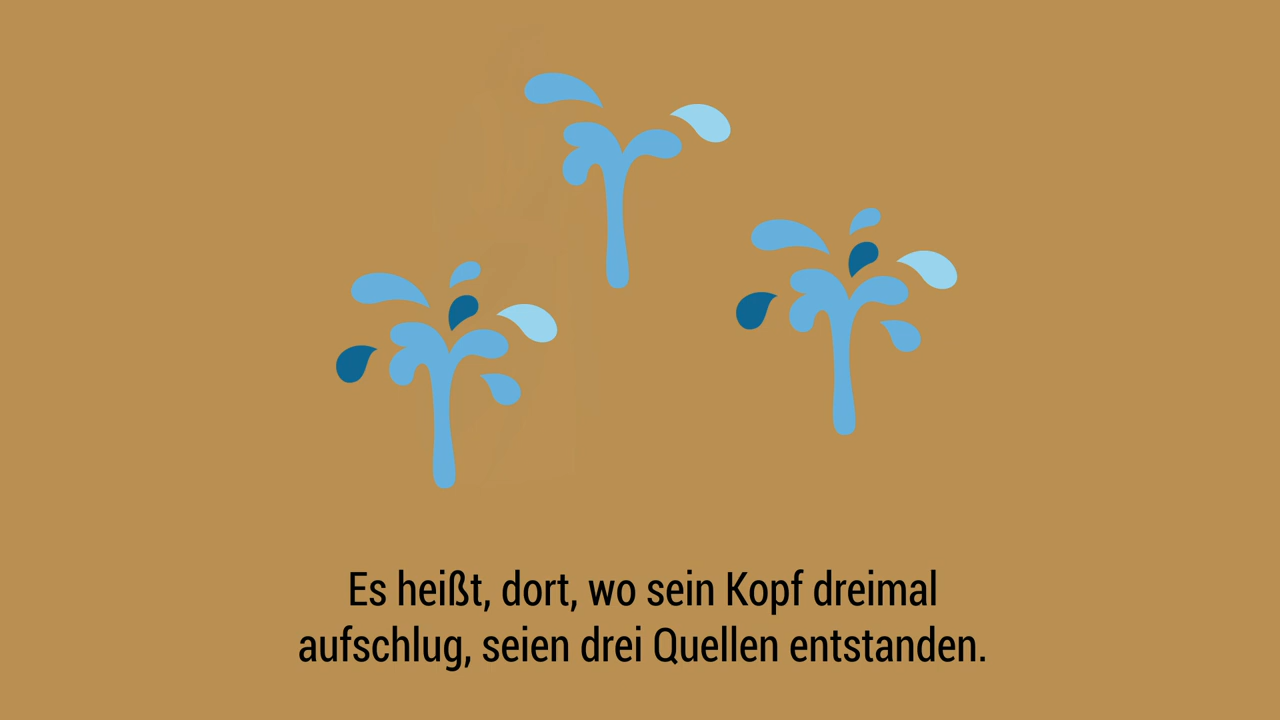 Es heißt, dort, wo sein Kopf dreimal
aufschlug, seien drei Quellen entstanden.